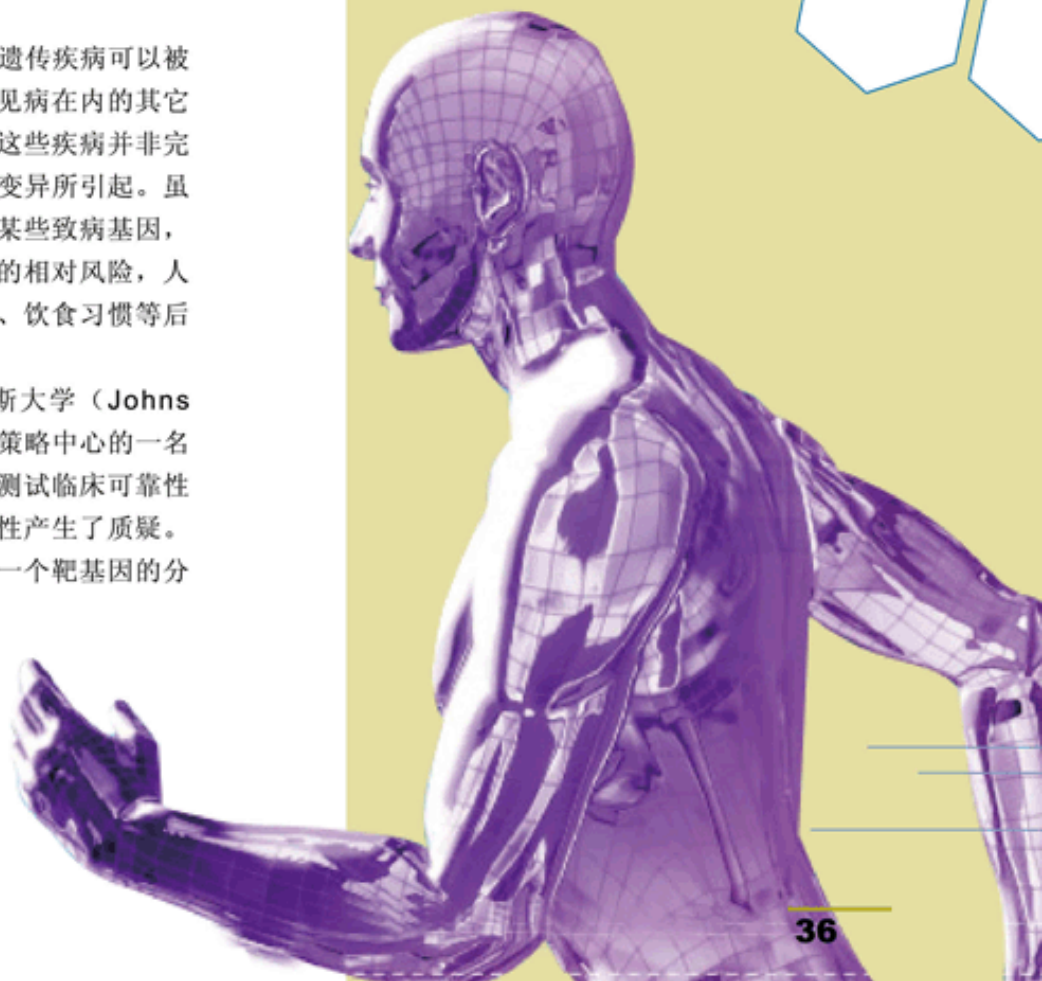 遗传疾病可以被
见病在内的其它
这些疾病并非完
变异所引起。虽
某些致病基因，
的相对风险，人
、饮食习惯等后
斯大学（Johns
策略中心的一名
测试临床可靠性
性产生了质疑。
一个靶基因的分
36